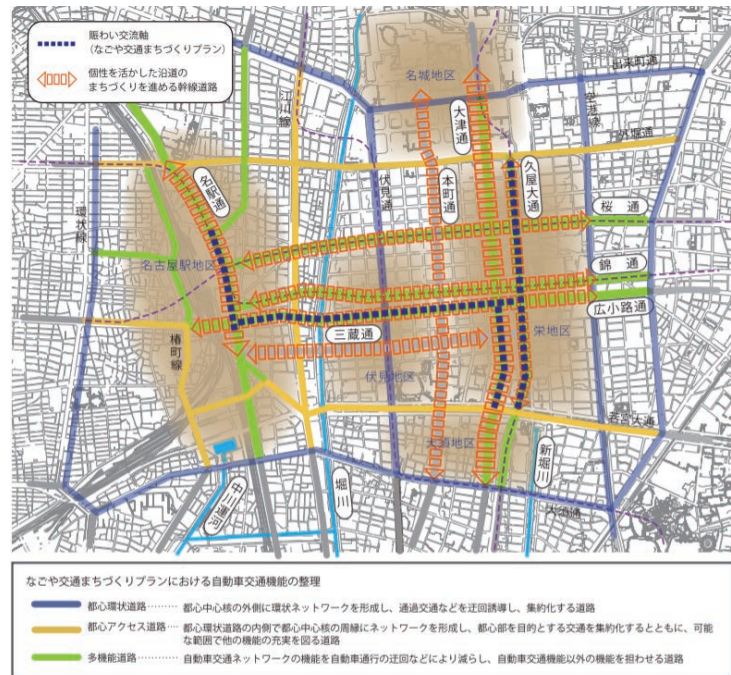 賑わい交流軸
（なごや交通まちづくりプラン）
個性を活かした沿道の
まちづくりを進める幹線道路
名城地区
出来町通
江川線
大津通
空港線
外堀通
伏見通
本町通
久屋大通
名駅通
桜通
環状線
名古屋駅地区
錦通
広小路通
三蔵通
椿町線
栄地区
伏見地区
若宮大通
大須地区
新堀川
堀川
中川運河
大須通
なごや交通まちづくりプランにおける自動車交通機能の整理
都心環状道路………都心中心核の外側に環状ネットワークを形成し、通過交通などを迂回誘導し、集約化する道路
都心アクセス道路…都心環状道路の内側で都心中心核の周縁にネットワークを形成し、都心部を目的とする交通を集約化するとともに、可能
な範囲で他の機能の充実を図る道路
多機能道路…………自動車交通ネットワークの機能を自動車通行の迂回などにより減らし、自動車交通機能以外の機能を担わせる道路